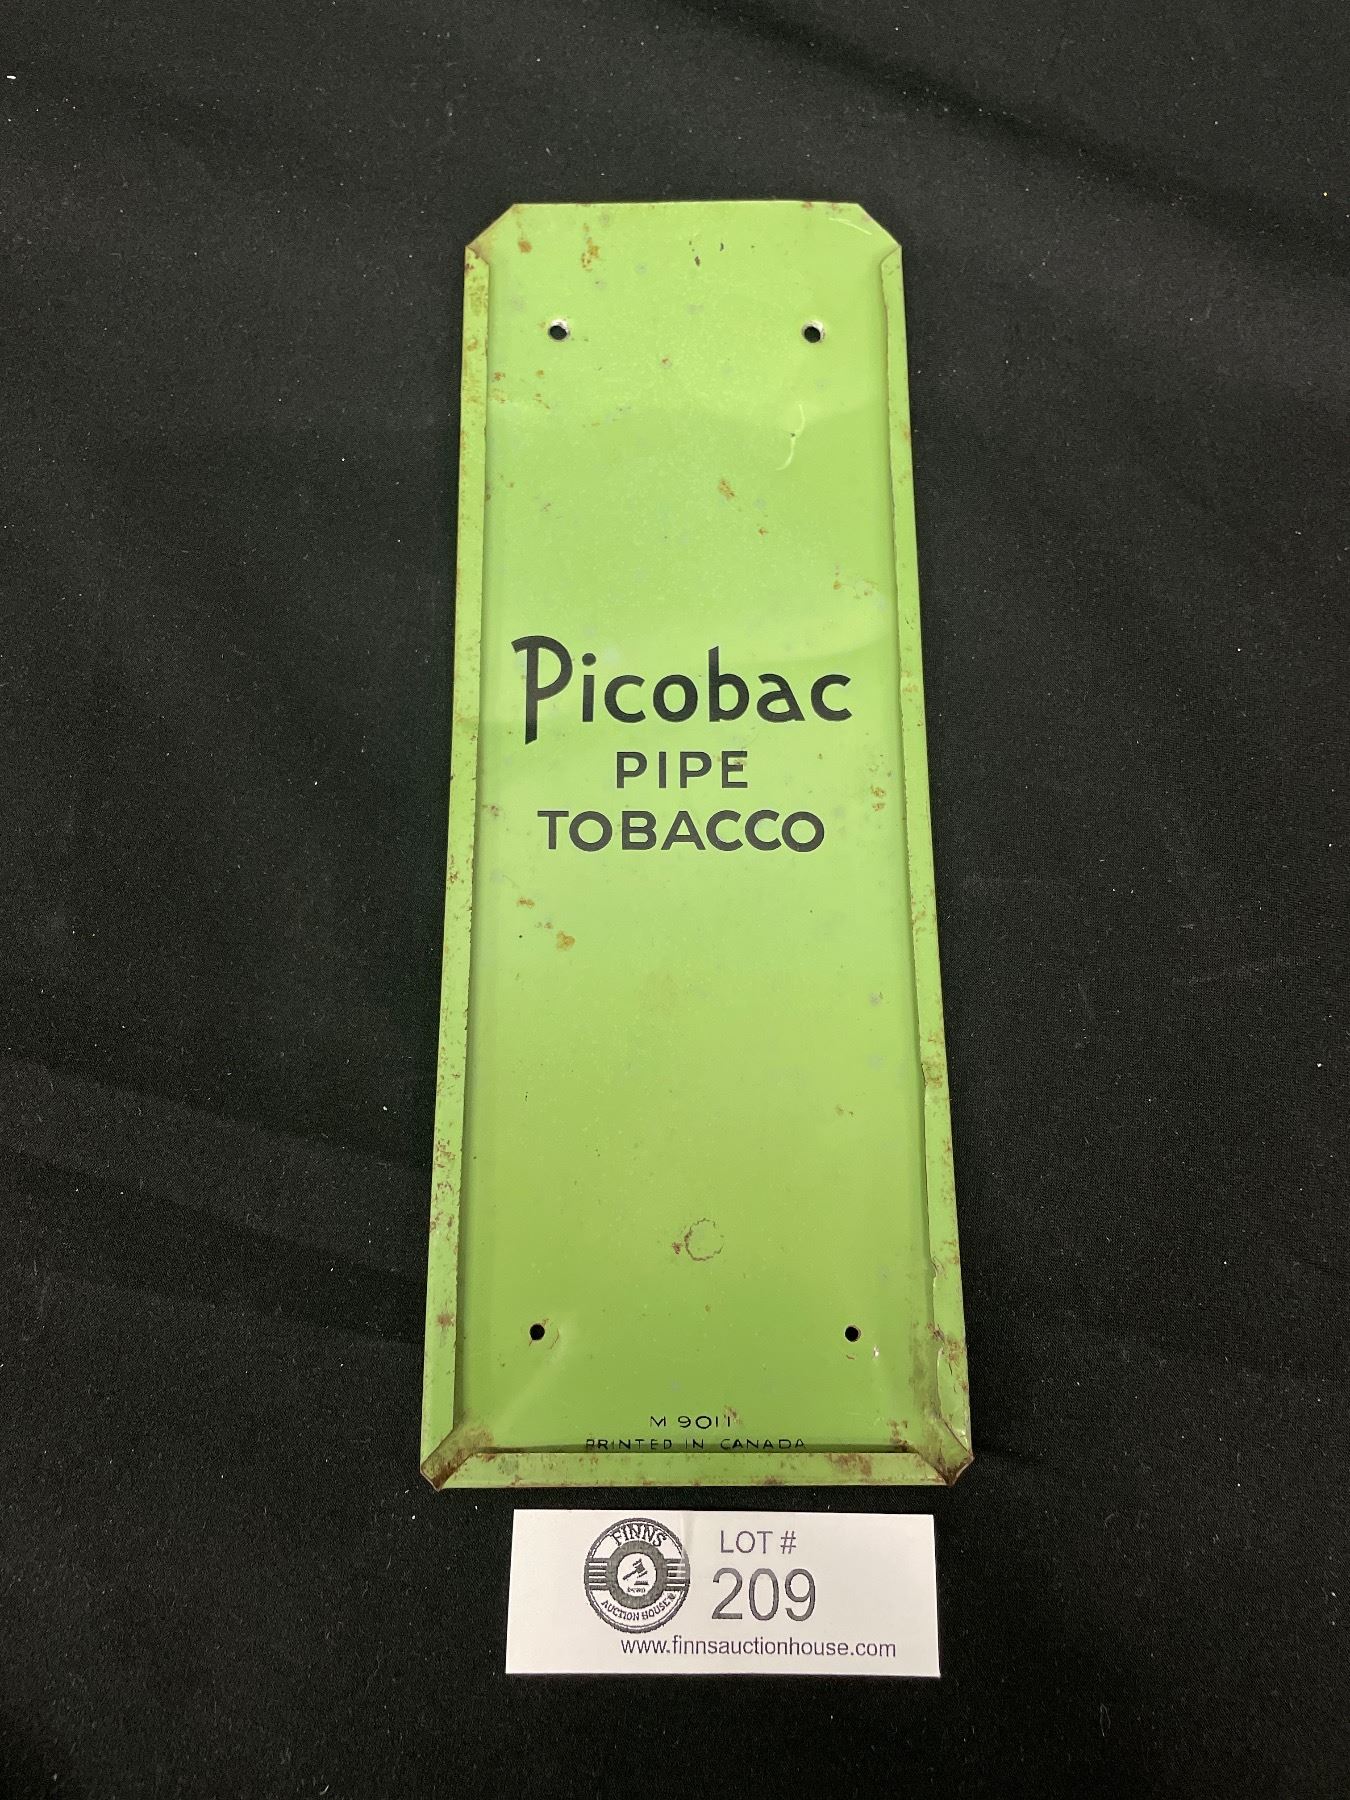 Picobac
PIPE
TOBACCO
M 9011
PRINTED IN CANADA
FINNS
AUCTION HOUSE
LOT #
209
www.finnsauctionhouse.com